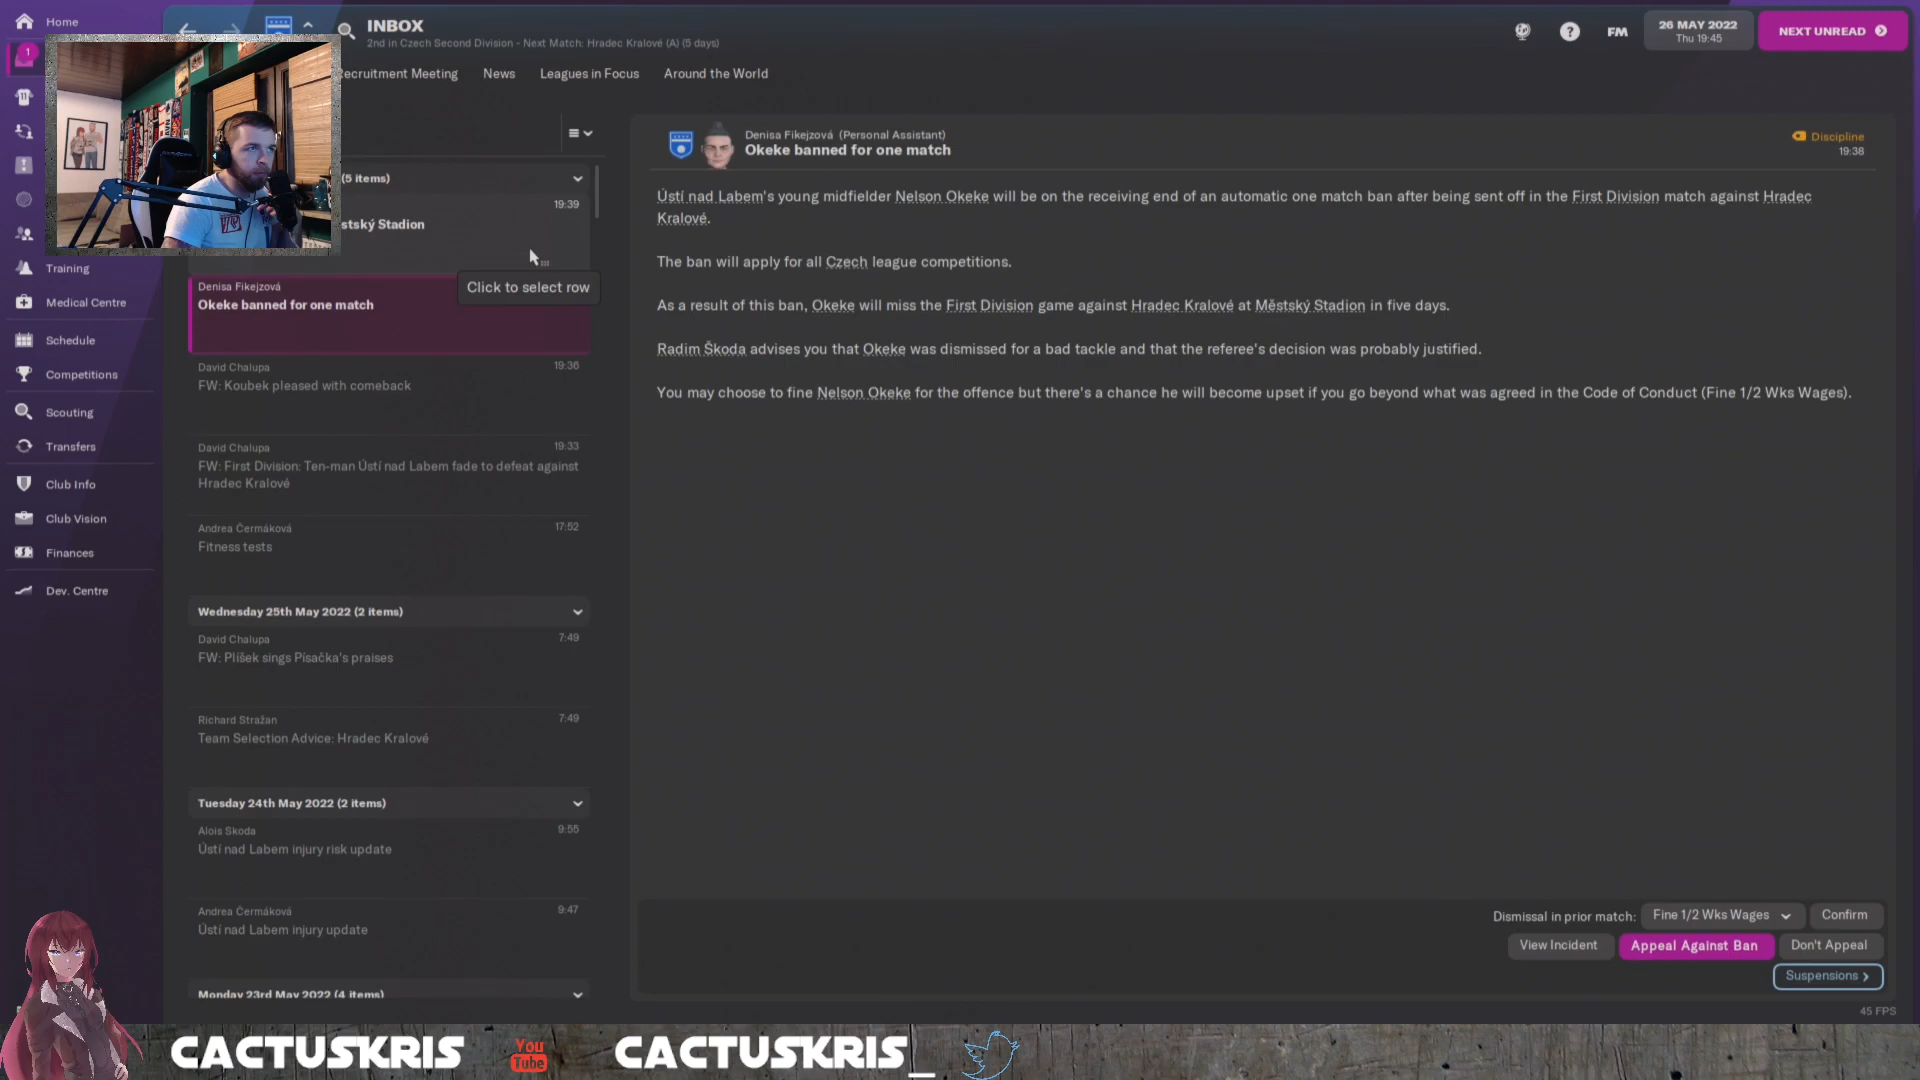 Home
INBOX
2nd in Czech Second Division - Next Match: Hradec Kralové (A) (5 days)
FM
26 MAY 2022
Thu 19:45
NEXT UNREAD
1
Recruitment Meeting
News
Leagues in Focus
Around the World
Training
Medical Centre
Schedule
Competitions
Scouting
Transfers
Club Info
Club Vision
Finances
Dev. Centre
(5 items)
19:39
stský Stadion
Click to select row
Denisa Fikejzová
Okeke banned for one match
David Chalupa
19:36
FW: Koubek pleased with comeback
David Chalupa
19:33
FW: First Division: Ten-man Ústí nad Labem fade to defeat against
Hradec Kralové
Andrea Čermáková
17:52
Fitness tests
Wednesday 25th May 2022 (2 items)
David Chalupa
7:49
FW: Plíšek sings Písačka's praises
Richard Stražan
7:49
Team Selection Advice: Hradec Kralové
Tuesday 24th May 2022 (2 items)
Alois Skoda
9:55
Ústí nad Labem injury risk update
Andrea Čermáková
9:47
Ústí nad Labem injury update
Monday 23rd May 2022 (4 items)
Denisa Fikejzová (Personal Assistant)
Okeke banned for one match
Discipline
19:38
Ústí nad Labem's young midfielder Nelson Okeke will be on the receiving end of an automatic one match ban after being sent off in the First Division match against Hradec
Kralové.
The ban will apply for all Czech league competitions.
As a result of this ban, Okeke will miss the First Division game against Hradec Kralové at Městský Stadion in five days.
Radim Škoda advises you that Okeke was dismissed for a bad tackle and that the referee's decision was probably justified.
You may choose to fine Nelson Okeke for the offence but there's a chance he will become upset if you go beyond what was agreed in the Code of Conduct (Fine 1/2 Wks Wages).
Dismissal in prior match:
Fine 1/2 Wks Wages
Confirm
View Incident
Appeal Against Ban
Don't Appeal
Suspensions
45 FPS
CACTUSKRIS
You
Tube
CACTUSKRIS_